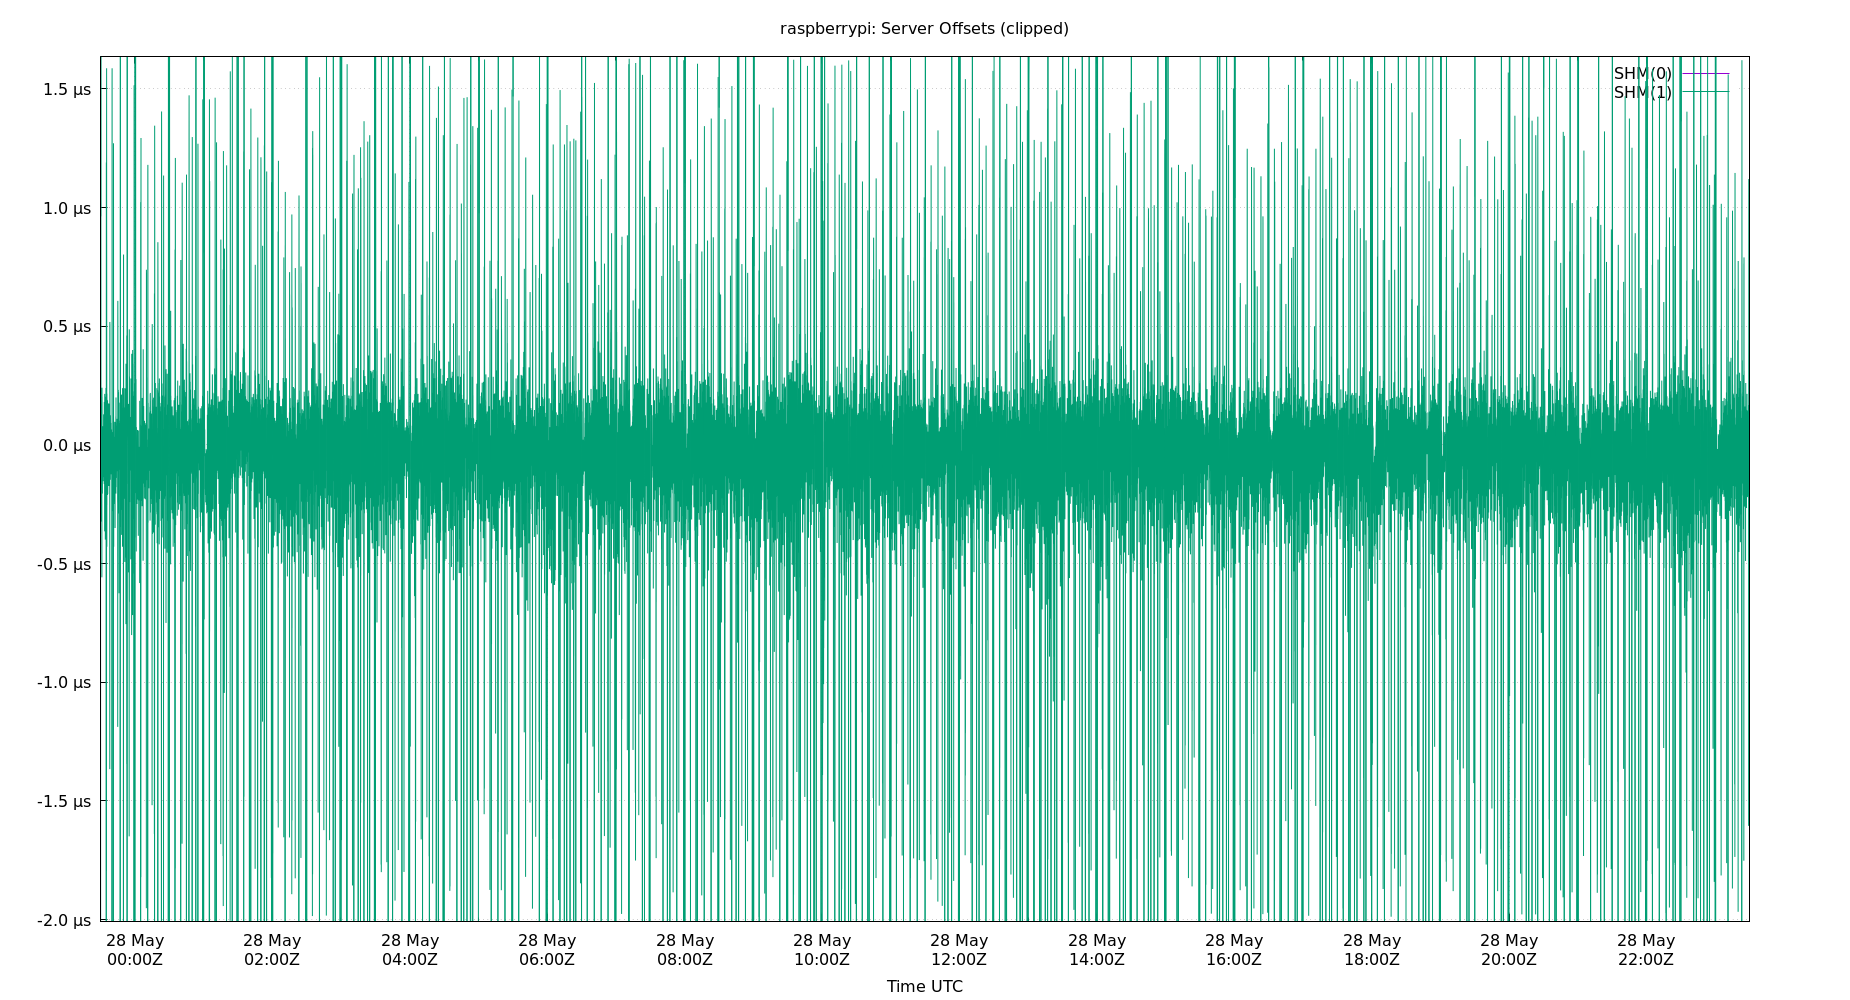 raspberrypi: Server Offsets (clipped)
SHM(0)
SHM(1)
1.5 µs
1.0 µs
0.5 µs
0.0 µs
-0.5 µs
-1.0 µs
-1.5 µs
-2.0 µs
28 May 28 May 28 May 28 May 28 May 28 May 28 May 28 May 28 May 28 May 28 May 28 May
00:00Z 02:00Z 04:00Z 06:00Z 08:00Z 10:00Z 12:00Z 14:00Z 16:00Z 18:00Z 20:00Z 22:00Z
Time UTC